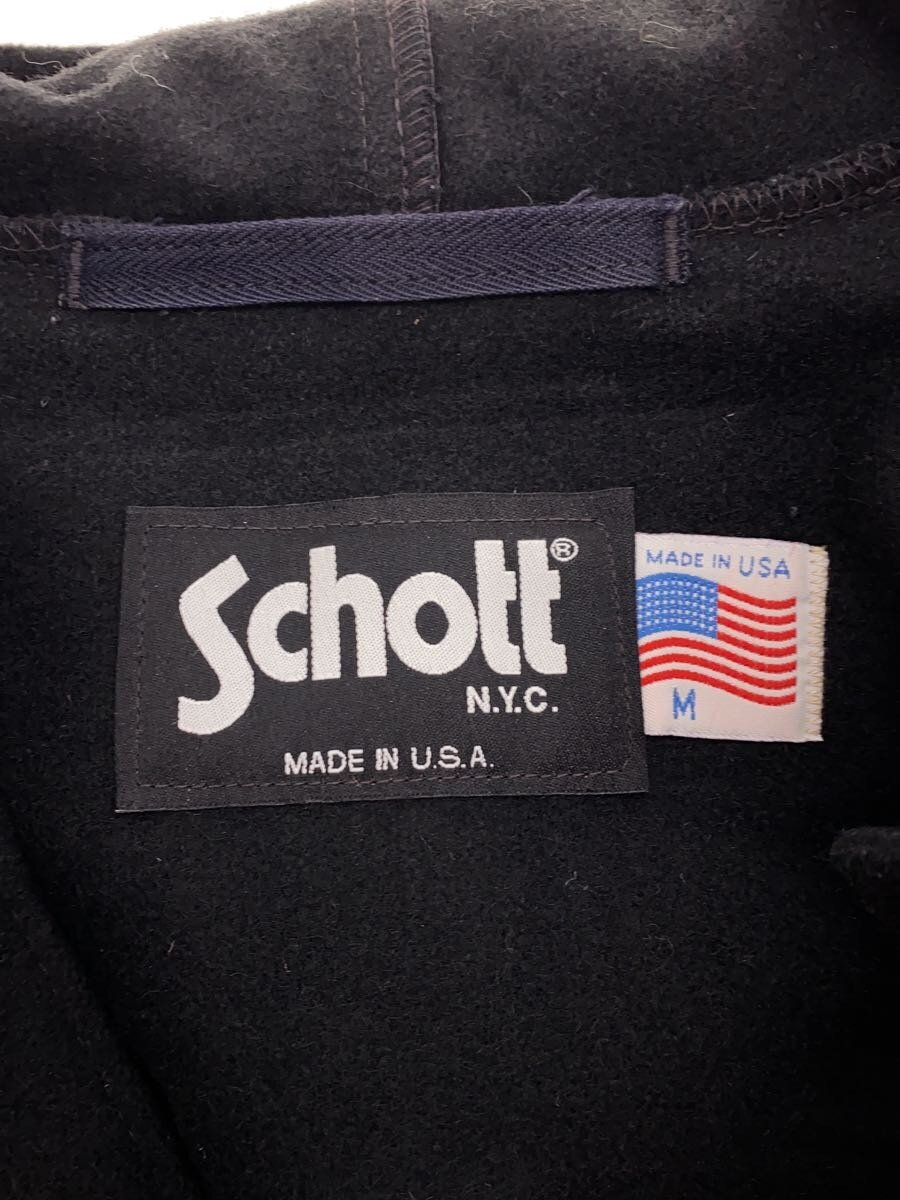 Schott®
N.Y.C.
MADE IN U.S.A.
MADE IN USA
M